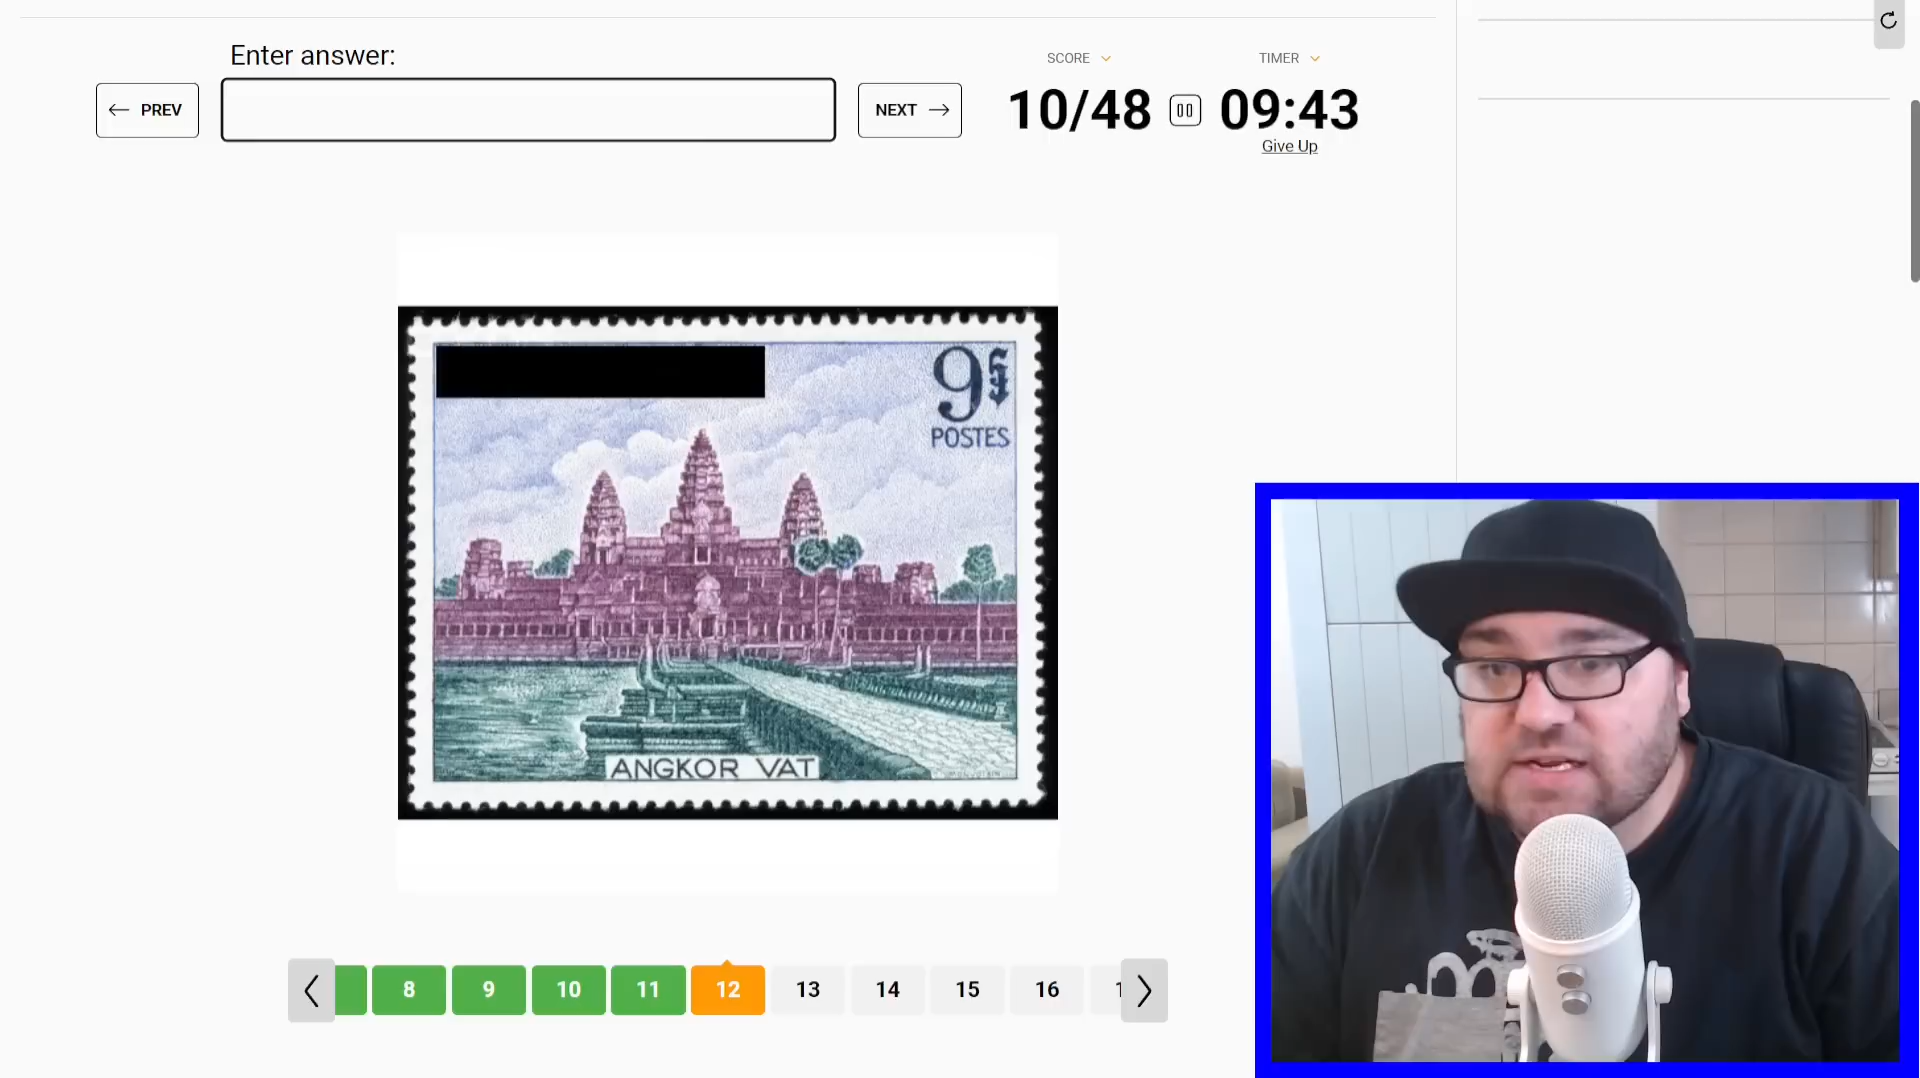 Enter answer:
PREV
NEXT
SCORE
10/48
TIMER
09:43
Give Up
9
POSTES
ANGKOR VAT
8
9
10
11
12
13
14
15
16